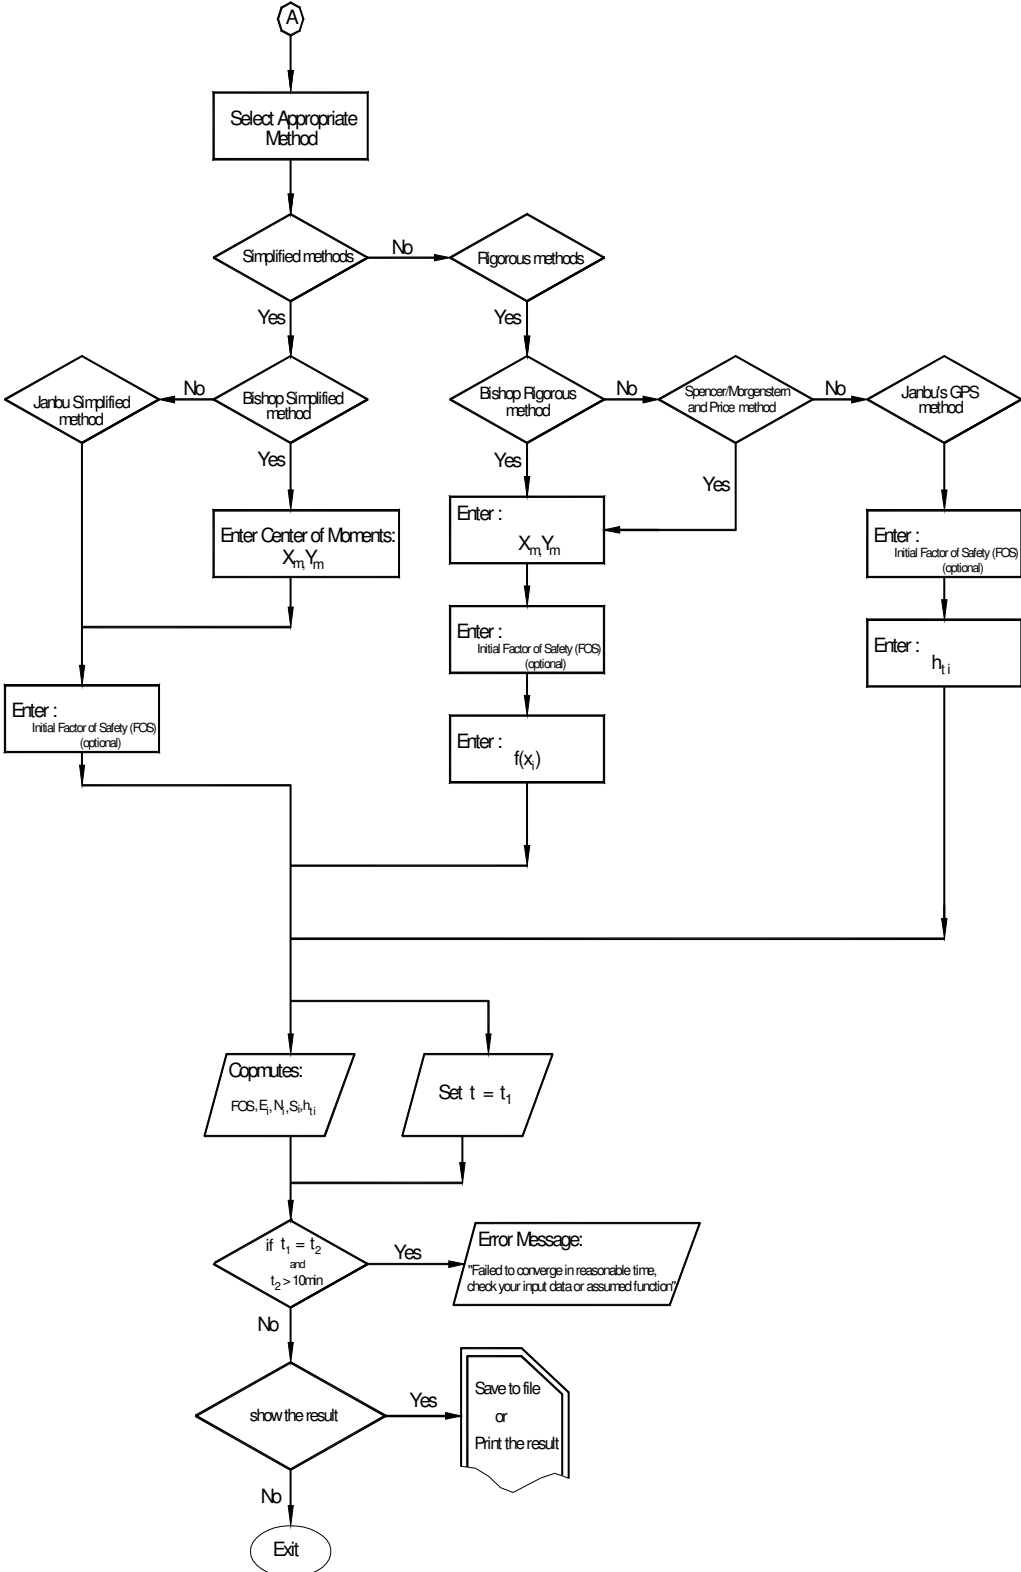 A
Select Appropriate
Method
Simplified methods
No
Rigorous methods
Yes
Yes
Janbu Simplified
method
No
Bishop Simplified
method
Bishop Rigorous
method
No
Spencer/Morgenstern
and Price method
No
Janbu's GPS
method
Yes
Yes
Yes
Enter Center of Moments:
Xm,Ym
Enter :
Xm,Ym
Enter :
Initial Factor of Safety (FOS)
(optional)
Enter :
Initial Factor of Safety (FOS)
(optional)
Enter :
hti
Enter :
Initial Factor of Safety (FOS)
(optional)
Enter :
f(xi)
Copmutes:
FOS, Ei, Ni, Si, hti
Set t = t1
if t1 = t2
and
t2 > 10min
Yes
Error Message:
"Failed to converge in reasonable time,
check your input data or assumed function"
No
show the result
Yes
Save to file
or
Print the result
No
Exit